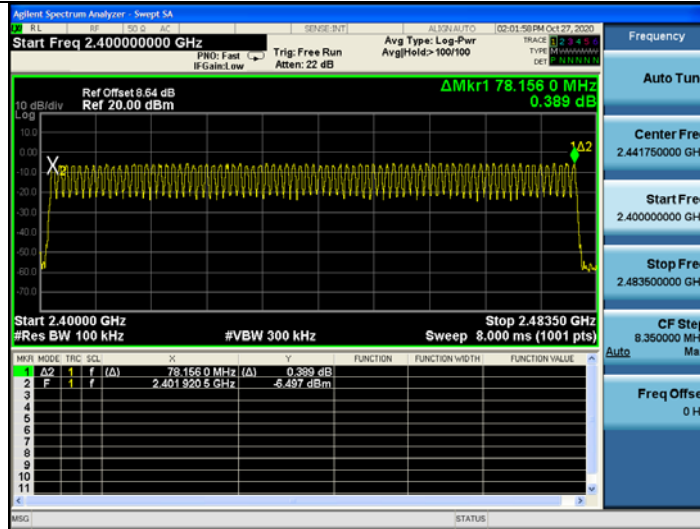 Agilent Spectrum Analyzer - Swept SA
RL RF 50 Ω AC SENSE:INT ALIGNAUTO 02:01:58 PM Oct 27, 2020
Start Freq 2.400000000 GHz
PNO: Fast
IFGain:Low
Trig: Free Run
Atten: 22 dB
Avg Type: Log-Pwr
Avg|Hold:>100/100
TRACE 1 2 3 4 5 6
TYPE M
DET P N N N N N
Ref Offset 8.64 dB
Ref 20.00 dBm
10 dB/div
Log
ΔMkr1 78.156 0 MHz
0.389 dB
10.0
0.00
-10.0
-20.0
-30.0
-40.0
-50.0
-60.0
-70.0
2
1Δ2
Start 2.40000 GHz
Stop 2.48350 GHz
#Res BW 100 kHz
#VBW 300 kHz
Sweep 8.000 ms (1001 pts)
MKR MODE TRC SCL X Y FUNCTION FUNCTION WIDTH FUNCTION VALUE
1 Δ2 1 f (Δ) 78.156 0 MHz (Δ) 0.389 dB
2 F 1 f 2.401 920 5 GHz -6.497 dBm
3
4
5
6
7
8
9
10
11
MSG
STATUS
Frequency
Auto Tun
Center Fre
2.441750000 GH
Start Fre
2.400000000 GH
Stop Fre
2.483500000 GH
CF Step
8.350000 MH
Auto Ma
Freq Offse
0 H